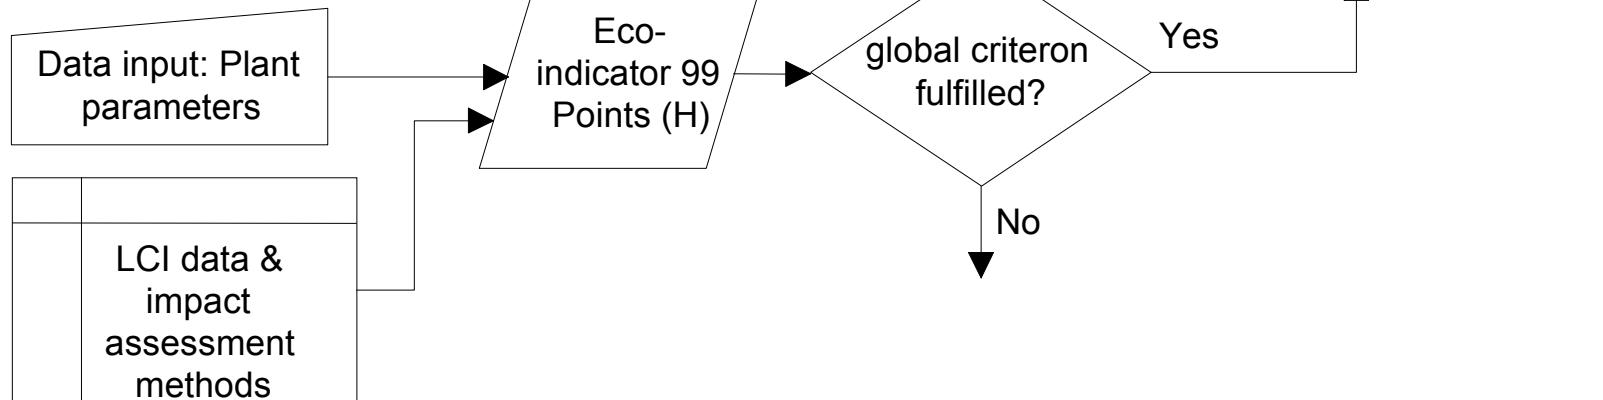 Data input: Plant
parameters
Eco-
indicator 99
Points (H)
global criteron
fulfilled?
Yes
No
LCI data &
impact
assessment
methods